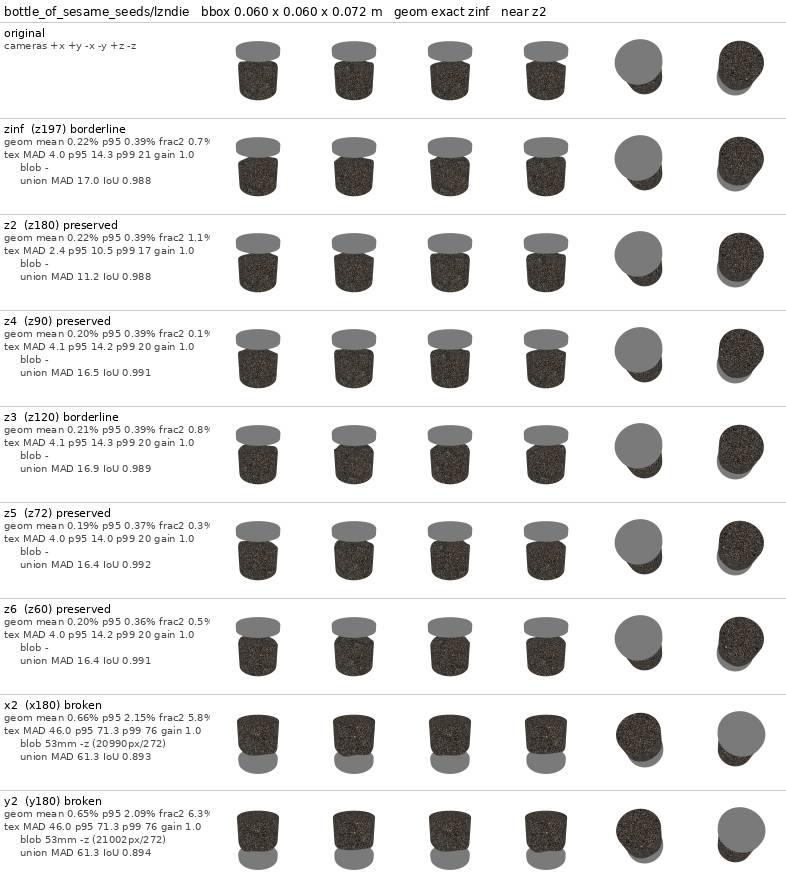 bottle_of_sesame_seeds/lzndie   bbox 0.060 x 0.060 x 0.072 m   geom exact zinf   near z2
original
cameras +x +y -x -y +z -z
zinf  (z197) borderline
geom mean 0.22% p95 0.39% frac2 0.7%
tex MAD 4.0 p95 14.3 p99 21 gain 1.0
blob -
union MAD 17.0 IoU 0.988
z2  (z180) preserved
geom mean 0.22% p95 0.39% frac2 1.1%
tex MAD 2.4 p95 10.5 p99 17 gain 1.0
blob -
union MAD 11.2 IoU 0.988
z4  (z90) preserved
geom mean 0.20% p95 0.39% frac2 0.1%
tex MAD 4.1 p95 14.2 p99 20 gain 1.0
blob -
union MAD 16.5 IoU 0.991
z3  (z120) borderline
geom mean 0.21% p95 0.39% frac2 0.8%
tex MAD 4.1 p95 14.3 p99 20 gain 1.0
blob -
union MAD 16.9 IoU 0.989
z5  (z72) preserved
geom mean 0.19% p95 0.37% frac2 0.3%
tex MAD 4.0 p95 14.0 p99 20 gain 1.0
blob -
union MAD 16.4 IoU 0.992
z6  (z60) preserved
geom mean 0.20% p95 0.36% frac2 0.5%
tex MAD 4.0 p95 14.2 p99 20 gain 1.0
blob -
union MAD 16.4 IoU 0.991
x2  (x180) broken
geom mean 0.66% p95 2.15% frac2 5.8%
tex MAD 46.0 p95 71.3 p99 76 gain 1.0
blob 53mm -z (20990px/272)
union MAD 61.3 IoU 0.893
y2  (y180) broken
geom mean 0.65% p95 2.09% frac2 6.3%
tex MAD 46.0 p95 71.3 p99 76 gain 1.0
blob 53mm -z (21002px/272)
union MAD 61.3 IoU 0.894